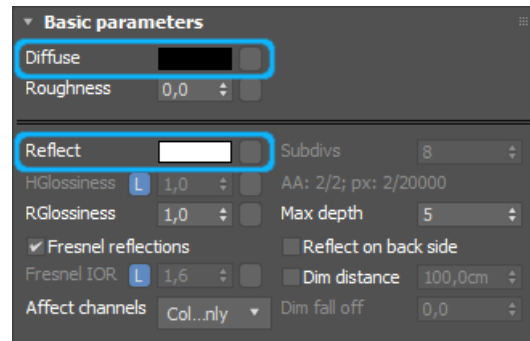 Basic parameters
Diffuse
Roughness 0,0
Reflect Subdivs 8
HGlossiness L 1,0 AA: 2/2; px: 2/20000
RGlossiness 1,0 Max depth 5
Fresnel reflections Reflect on back side
Fresnel IOR L 1,6 Dim distance 100,0cm
Affect channels Col...nly Dim fall off 0,0